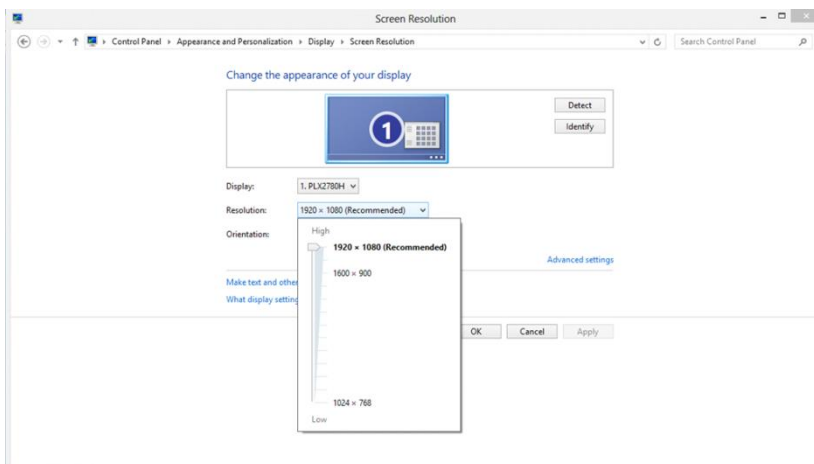 Screen Resolution
Control Panel Appearance and Personalization Display Screen Resolution
Search Control Panel
Change the appearance of your display
1
Detect
Identify
Display: 1. PLX2780H
Resolution: 1920 × 1080 (Recommended)
Orientation:
High
1920 × 1080 (Recommended)
1600 × 900
1024 × 768
Low
Advanced settings
Make text and other
What display setting
OK Cancel Apply